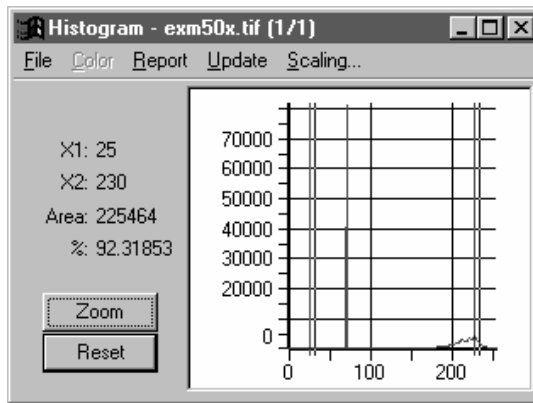 Histogram - exm50x.tif (1/1)
File Color Report Update Scaling...
X1: 25
X2: 230
Area: 225464
%: 92.31853
Zoom
Reset
70000
60000
50000
40000
30000
20000
0
0 100 200